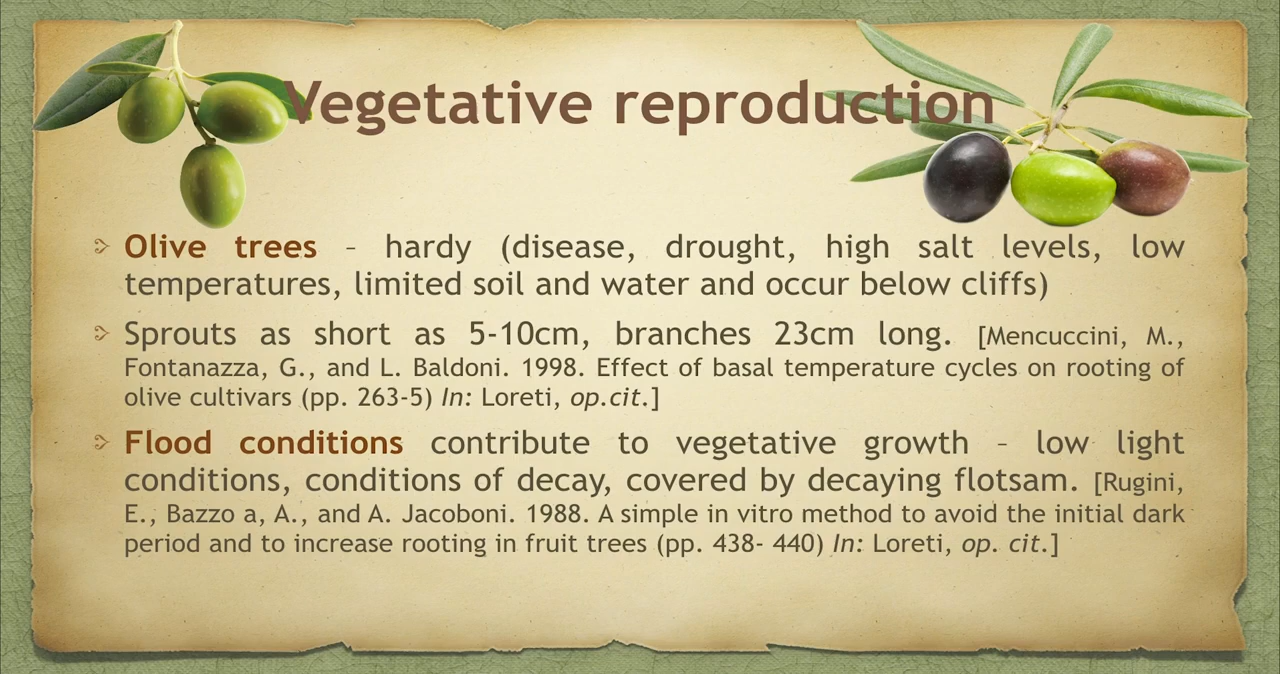 Vegetative reproduction
Olive trees – hardy (disease, drought, high salt levels, low
temperatures, limited soil and water and occur below cliffs)
Sprouts as short as 5-10cm, branches 23cm long. [Mencuccini, M.,
Fontanazza, G., and L. Baldoni. 1998. Effect of basal temperature cycles on rooting of
olive cultivars (pp. 263-5) In: Loreti, op.cit.]
Flood conditions contribute to vegetative growth – low light
conditions, conditions of decay, covered by decaying flotsam. [Rugini,
E., Bazzo a, A., and A. Jacoboni. 1988. A simple in vitro method to avoid the initial dark
period and to increase rooting in fruit trees (pp. 438- 440) In: Loreti, op. cit.]